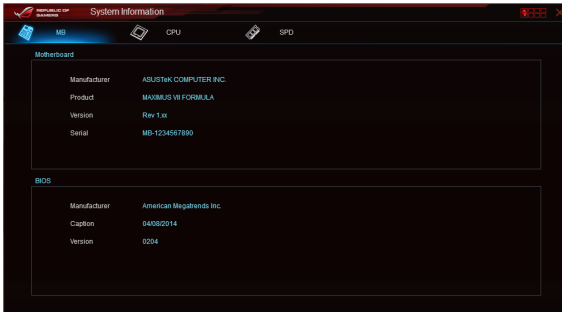 REPUBLIC OF
GAMERS
System Information
MB
CPU
SPD
Motherboard
Manufacturer ASUSTeK COMPUTER INC.
Product MAXIMUS VII FORMULA
Version Rev 1.xx
Serial MB-1234567890
BIOS
Manufacturer American Megatrends Inc.
Caption 04/08/2014
Version 0204